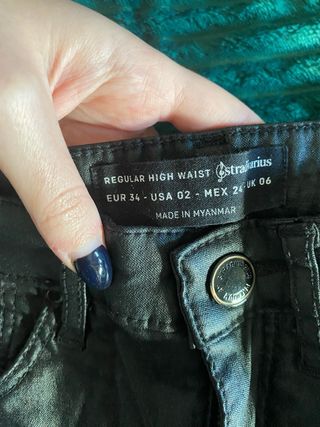 REGULAR HIGH WAIST Stradivarius
EUR 34 - USA 02 - MEX 24 - UK 06
MADE IN MYANMAR